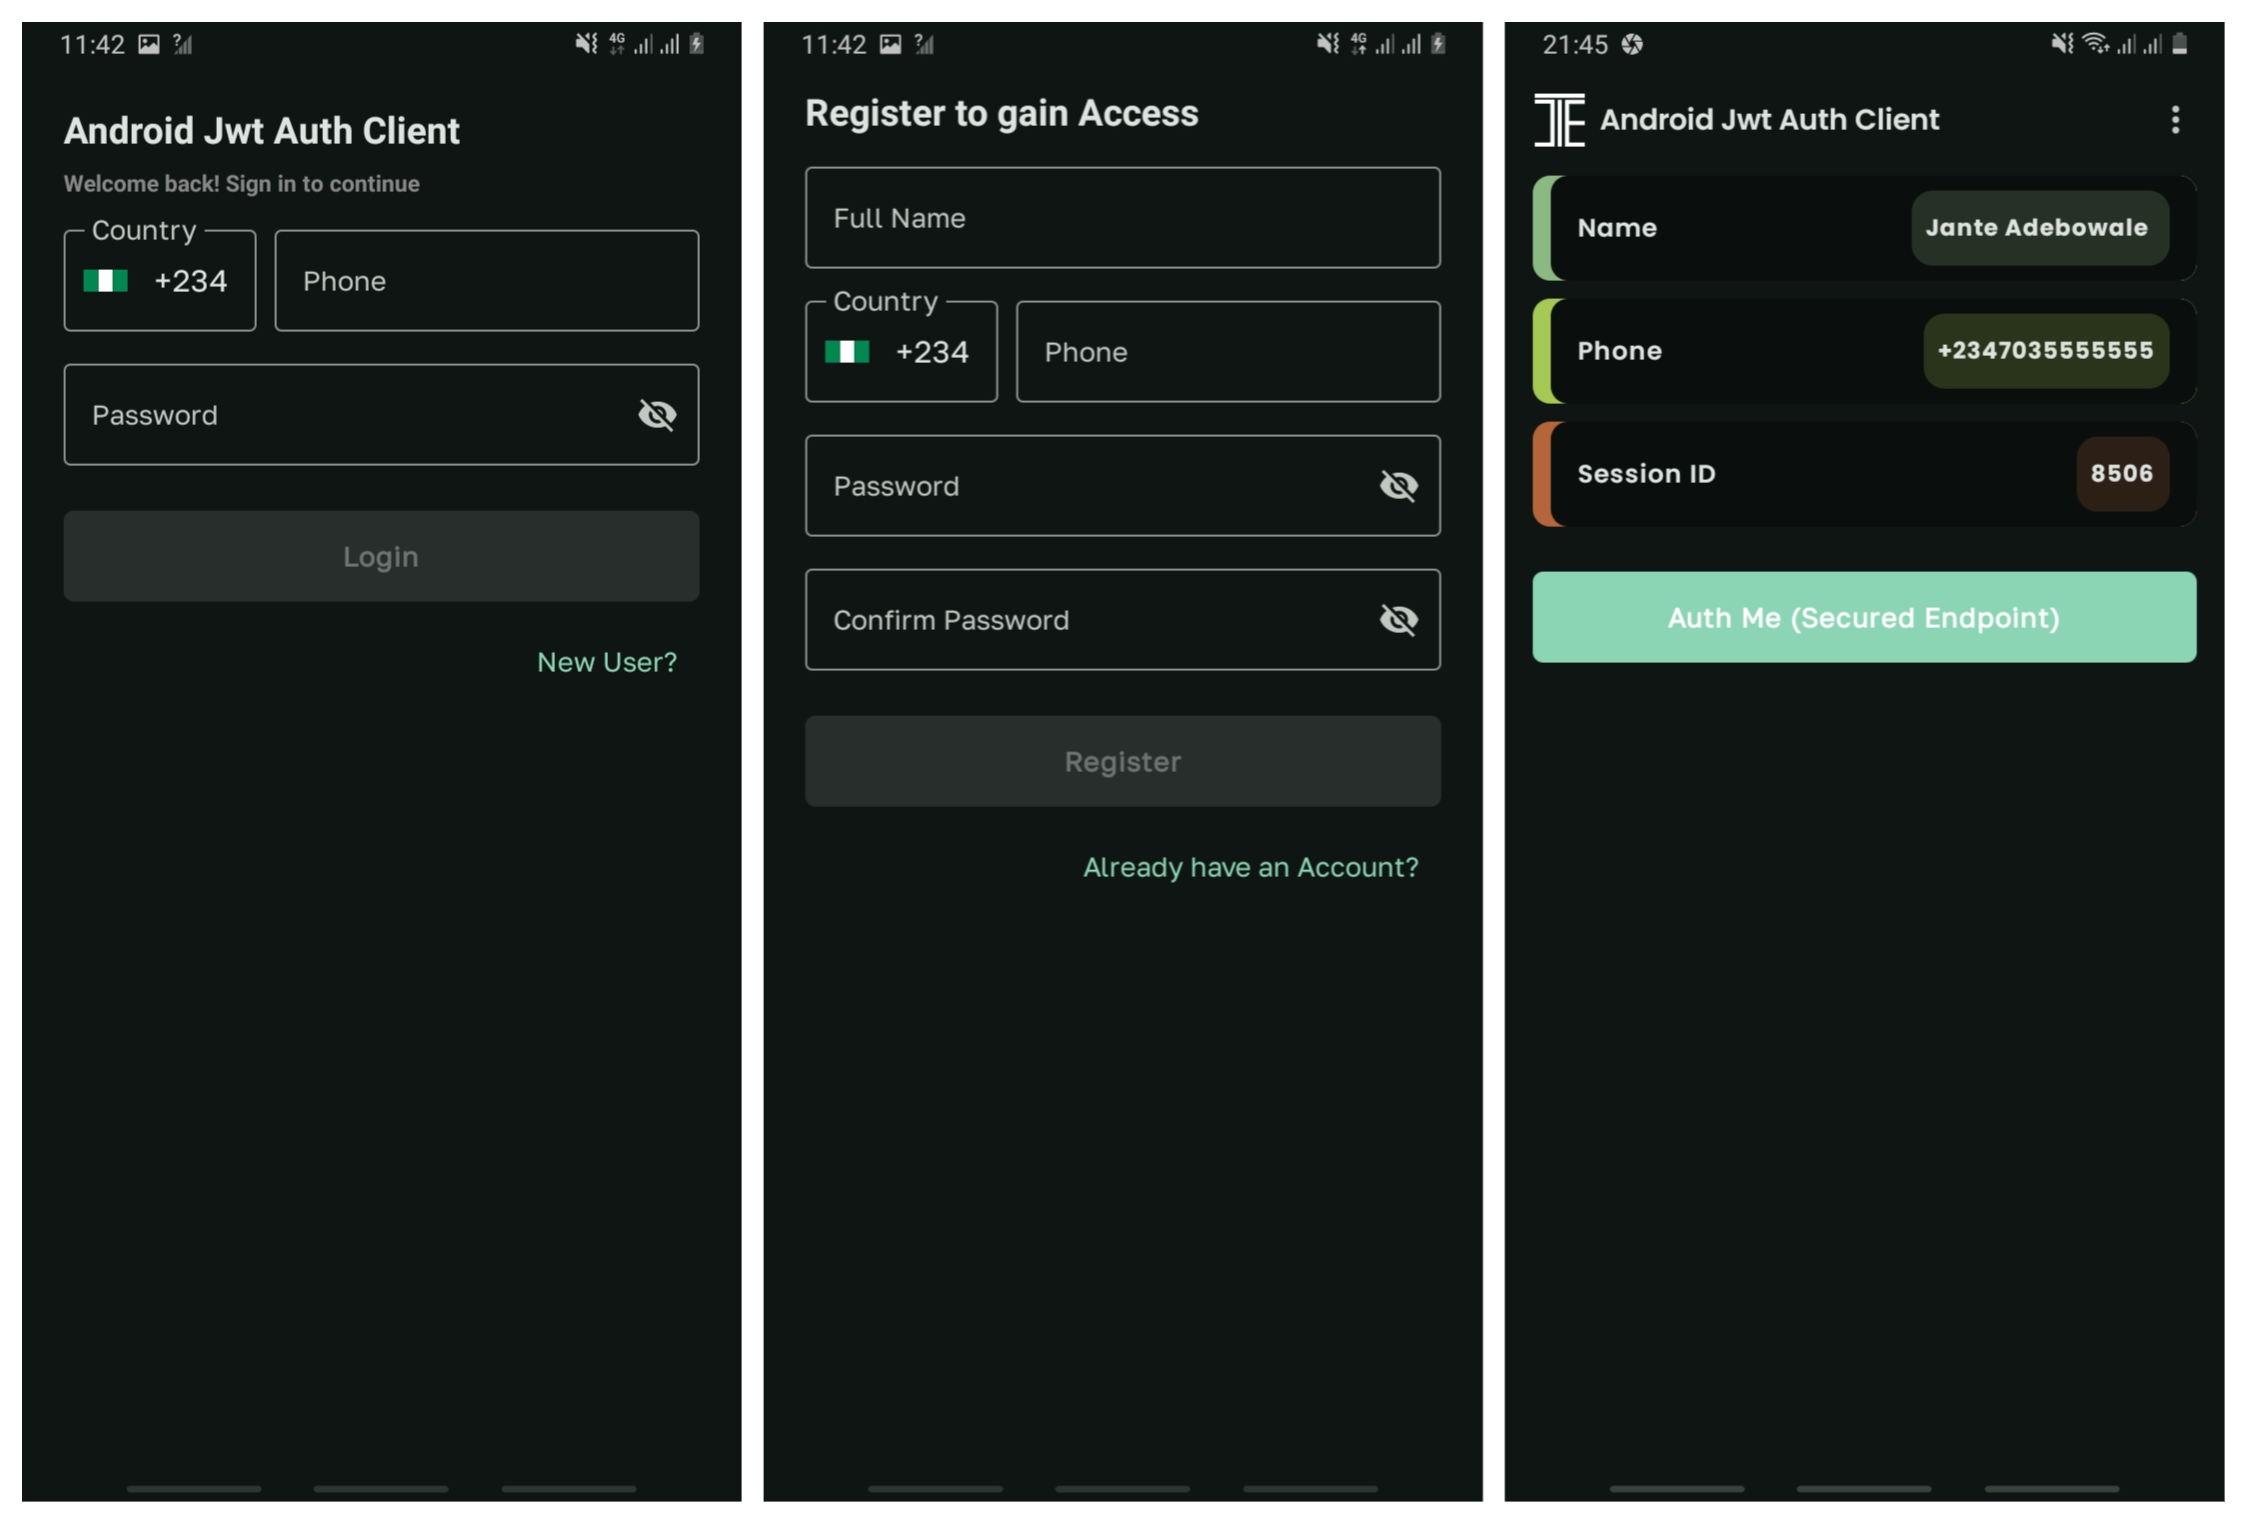 11:42
4G
Android Jwt Auth Client
Welcome back! Sign in to continue
Country
+234
Phone
Password
Login
New User?
11:42
4G
Register to gain Access
Full Name
Country
+234
Phone
Password
Confirm Password
Register
Already have an Account?
21:45
Android Jwt Auth Client
Name
Jante Adebowale
Phone
+2347035555555
Session ID
8506
Auth Me (Secured Endpoint)